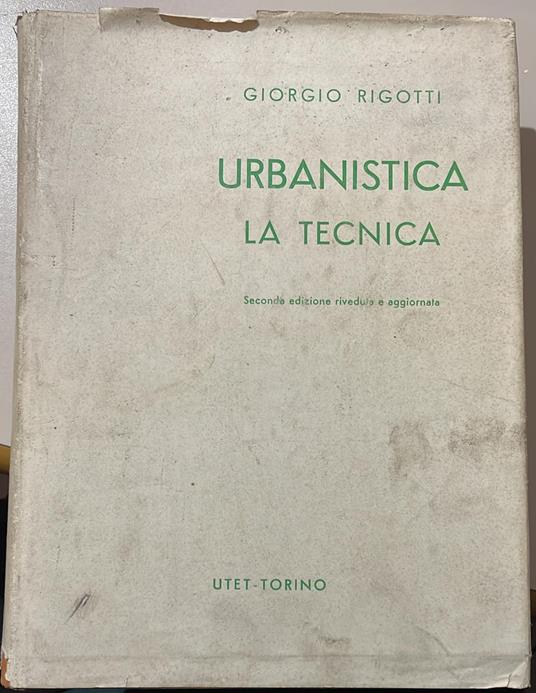 GIORGIO RIGOTTI
URBANISTICA
LA TECNICA
Seconda edizione riveduta e aggiornata
UTET-TORINO